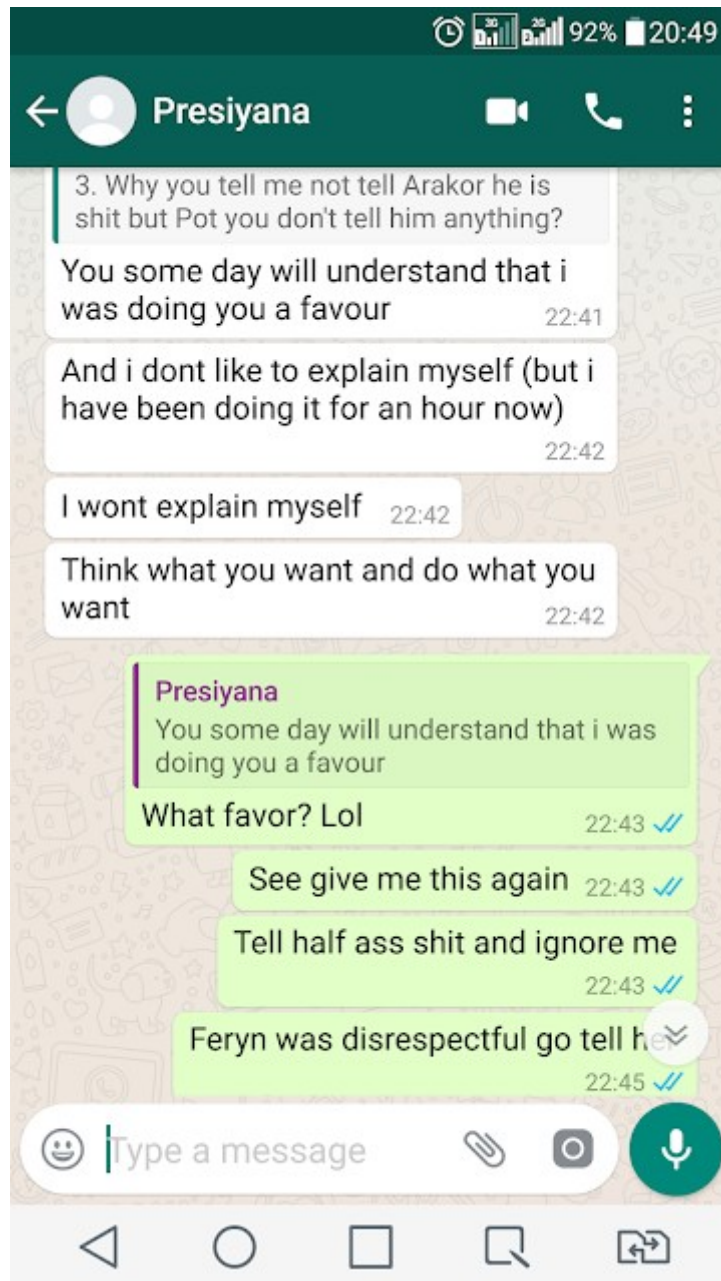 92% 20:49
Presiyana
3. Why you tell me not tell Arakor he is
shit but Pot you don't tell him anything?
You some day will understand that i
was doing you a favour
22:41
And i dont like to explain myself (but i
have been doing it for an hour now)
22:42
I wont explain myself 22:42
Think what you want and do what you
want
22:42
Presiyana
You some day will understand that i was
doing you a favour
What favor? Lol
22:43
See give me this again 22:43
Tell half ass shit and ignore me
22:43
Feryn was disrespectful go tell
22:45
Type a message